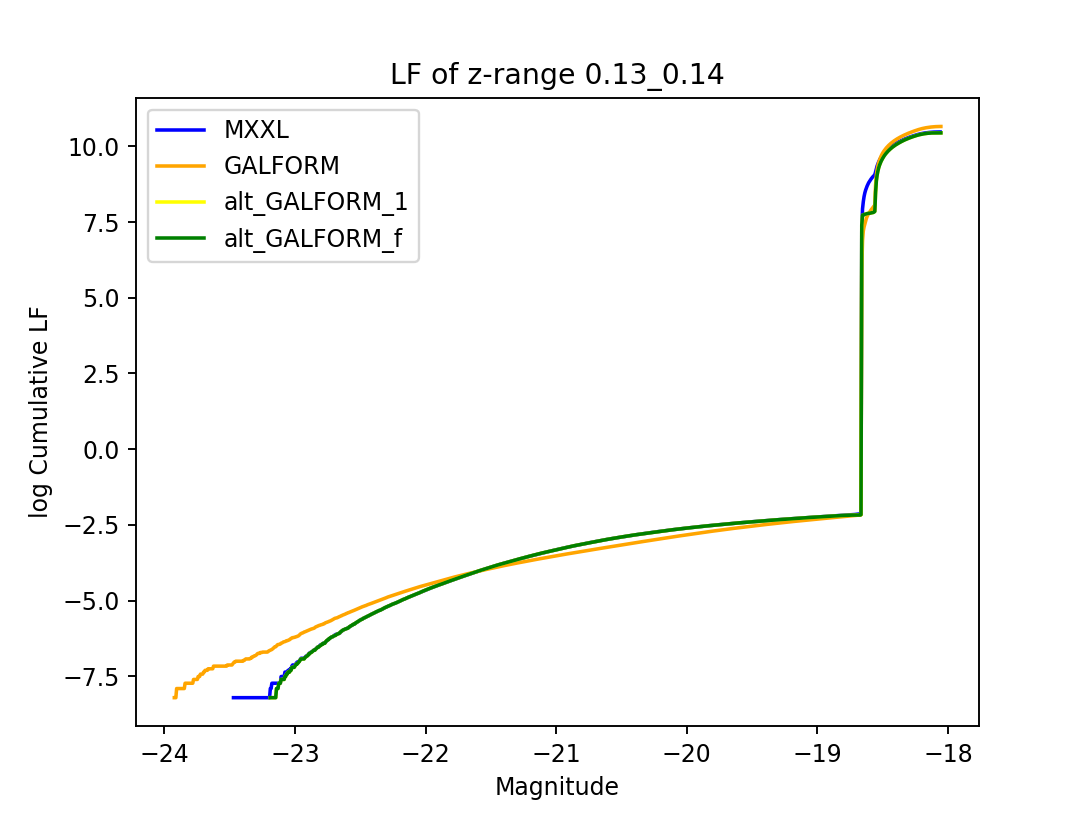 LF of z-range 0.13_0.14
MXXL
GALFORM
alt_GALFORM_1
alt_GALFORM_f
10.0
7.5
5.0
2.5
0.0
−2.5
−5.0
−7.5
log Cumulative LF
−24 −23 −22 −21 −20 −19 −18
Magnitude